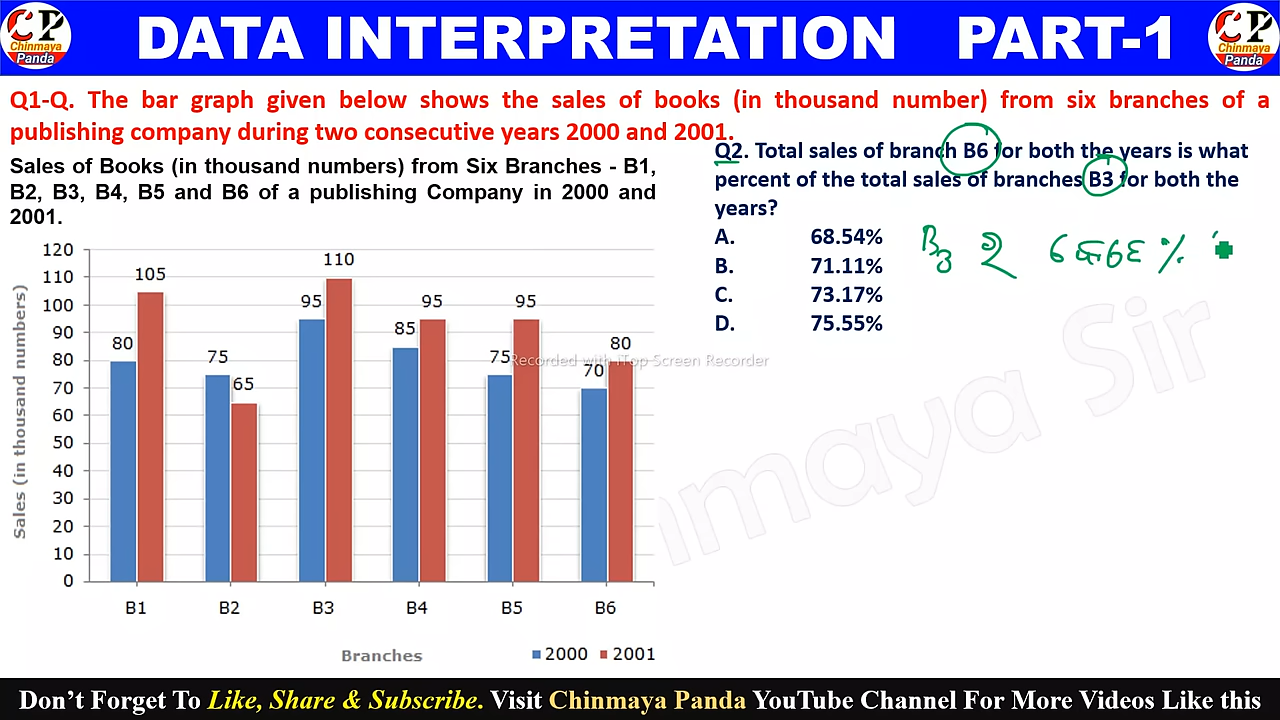 CP
Chinmaya
Panda
DATA INTERPRETATION PART-1
CP
Chinmaya
Panda
Q1-Q. The bar graph given below shows the sales of books (in thousand number) from six branches of a
publishing company during two consecutive years 2000 and 2001.
Sales of Books (in thousand numbers) from Six Branches - B1,
B2, B3, B4, B5 and B6 of a publishing Company in 2000 and
2001.
Q2. Total sales of branch B6 for both the years is what
percent of the total sales of branches B3 for both the
years?
A. 68.54%
B. 71.11%
C. 73.17%
D. 75.55%
B3 ର କେତେ %
Sales (in thousand numbers)
120
110
100
90
80
70
60
50
40
30
20
10
0
80
105
75
65
95
110
85
95
75
95
70
80
B1 B2 B3 B4 B5 B6
Branches
2000 2001
Recorded with iTop Screen Recorder
Chinmaya Sir
Don't Forget To Like, Share & Subscribe. Visit Chinmaya Panda YouTube Channel For More Videos Like this